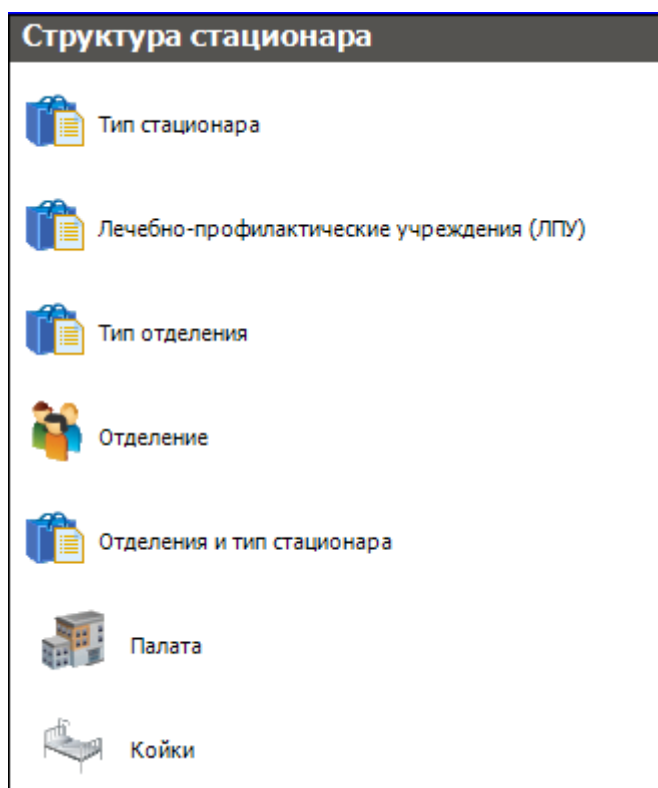 Структура стационара
Тип стационара
Лечебно-профилактические учреждения (ЛПУ)
Тип отделения
Отделение
Отделения и тип стационара
Палата
Койки